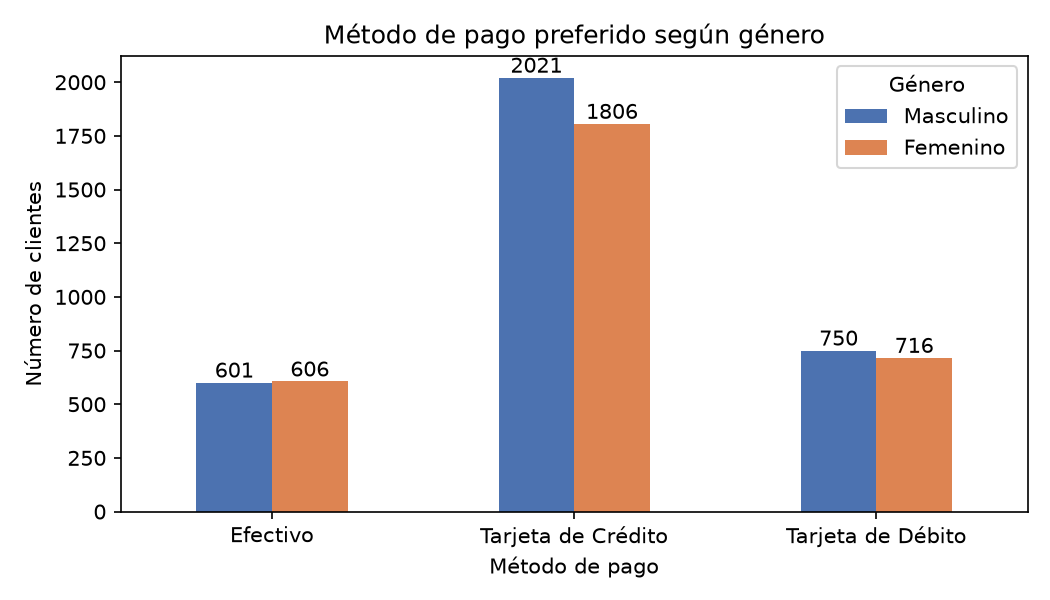 Método de pago preferido según género
Género
Masculino
Femenino
Número de clientes
2000
1750
1500
1250
1000
750
500
250
0
601
606
2021
1806
750
716
Efectivo
Tarjeta de Crédito
Tarjeta de Débito
Método de pago